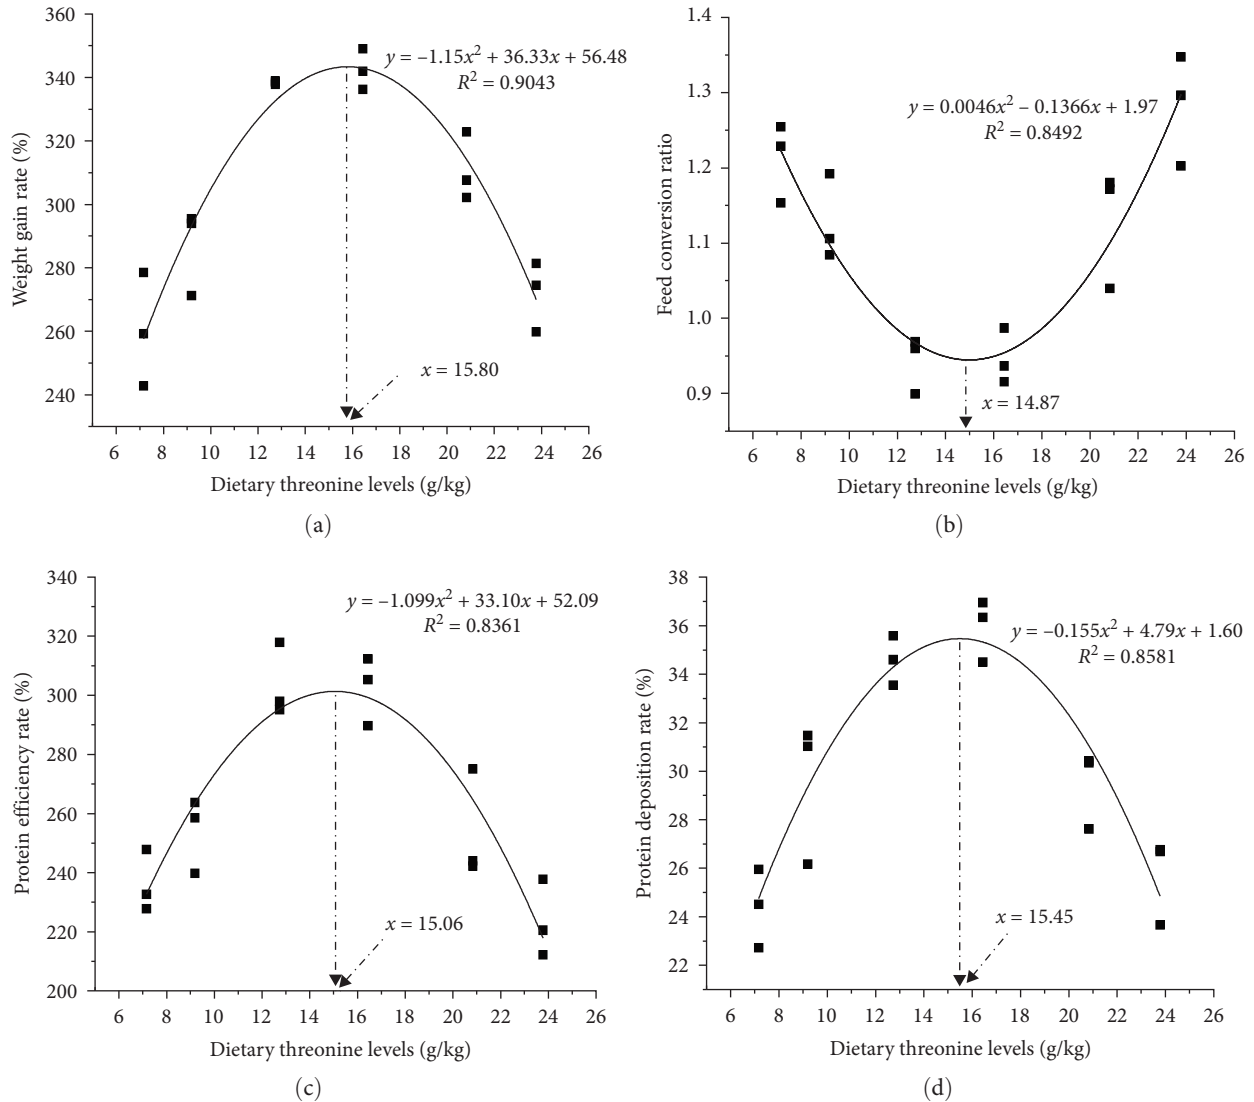 360
340
320
300
280
260
240
Weight gain rate (%)
y = –1.15x² + 36.33x + 56.48
R² = 0.9043
x = 15.80
6 8 10 12 14 16 18 20 22 24 26
Dietary threonine levels (g/kg)
(a)
1.4
1.3
1.2
1.1
1.0
0.9
Feed conversion ratio
y = 0.0046x² – 0.1366x + 1.97
R² = 0.8492
x = 14.87
6 8 10 12 14 16 18 20 22 24 26
Dietary threonine levels (g/kg)
(b)
340
320
300
280
260
240
220
200
Protein efficiency rate (%)
y = –1.099x² + 33.10x + 52.09
R² = 0.8361
x = 15.06
6 8 10 12 14 16 18 20 22 24 26
Dietary threonine levels (g/kg)
(c)
38
36
34
32
30
28
26
24
22
Protein deposition rate (%)
y = –0.155x² + 4.79x + 1.60
R² = 0.8581
x = 15.45
6 8 10 12 14 16 18 20 22 24 26
Dietary threonine levels (g/kg)
(d)